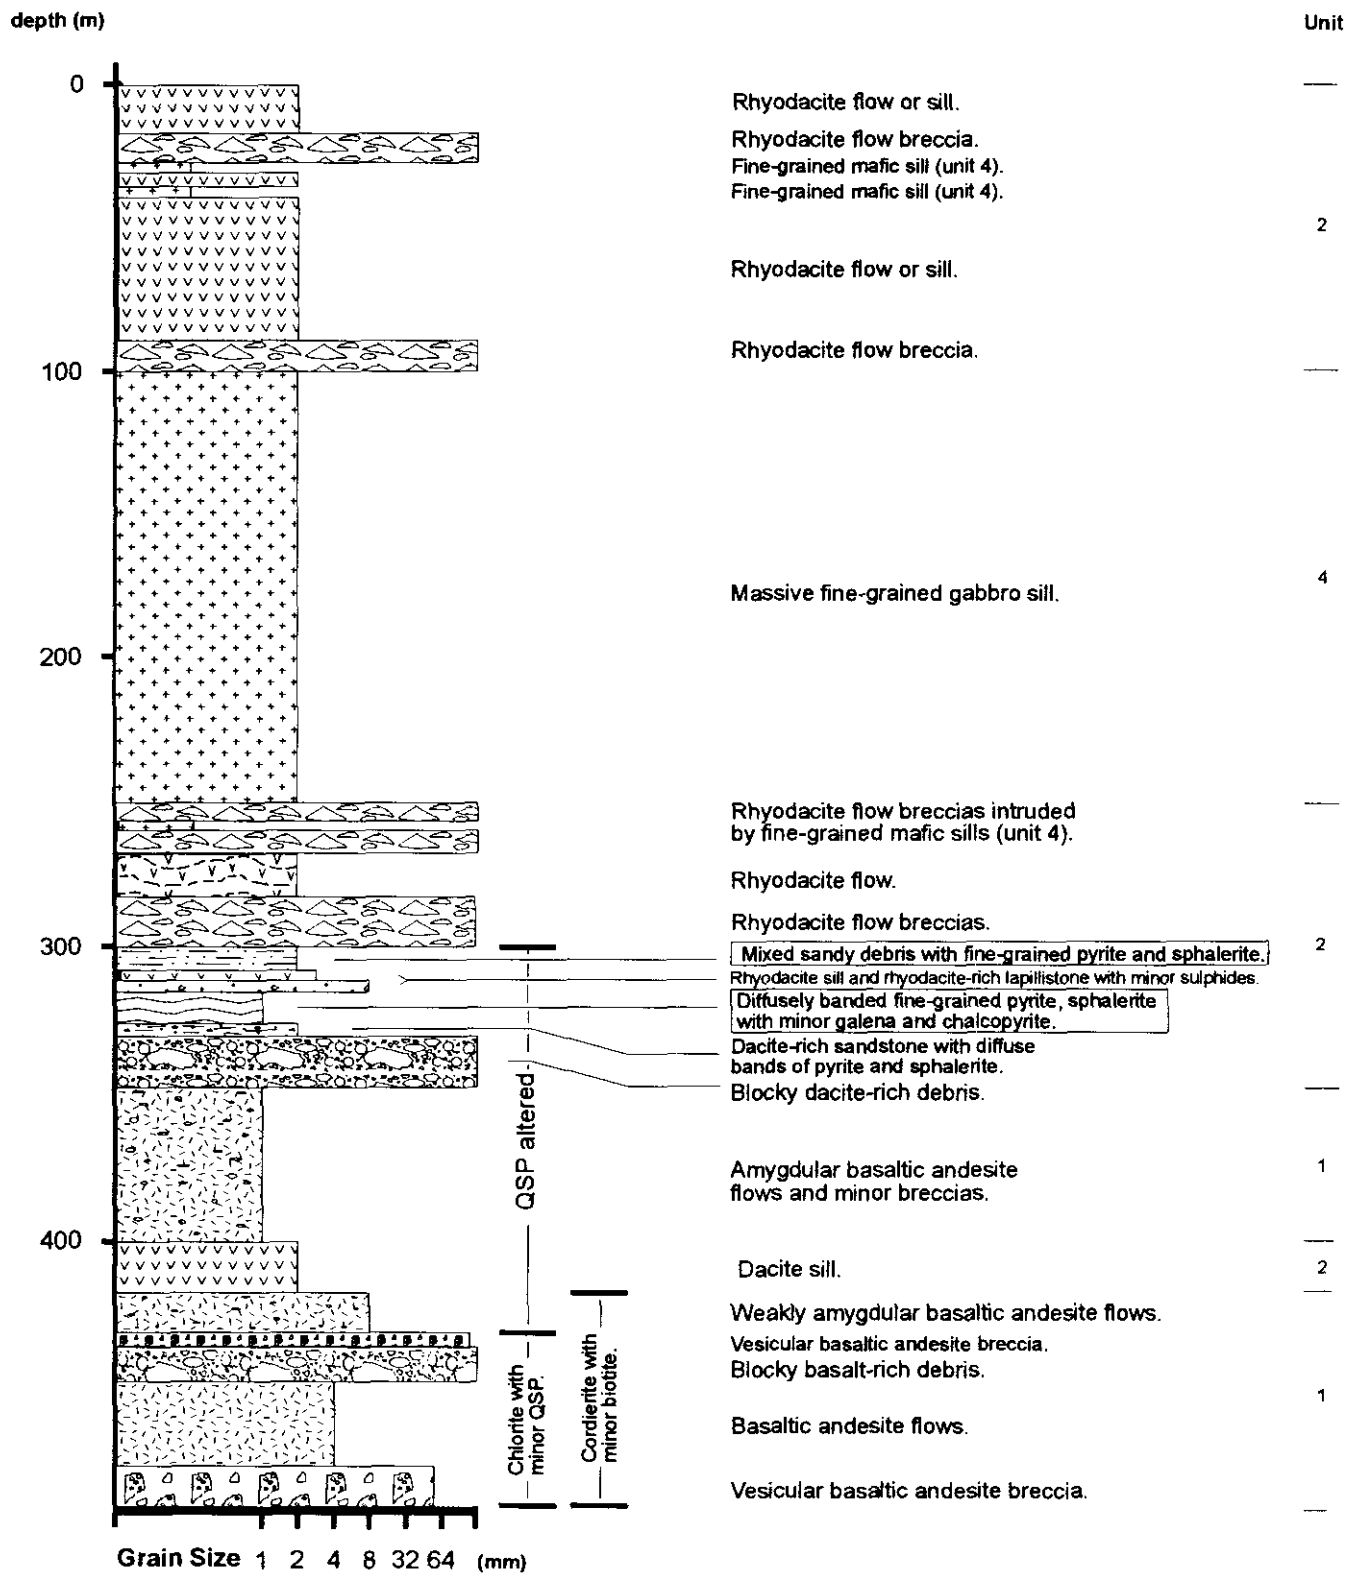 depth (m)
Unit
0
Rhyodacite flow or sill.
Rhyodacite flow breccia.
Fine-grained mafic sill (unit 4).
Fine-grained mafic sill (unit 4).
2
Rhyodacite flow or sill.
Rhyodacite flow breccia.
100
4
Massive fine-grained gabbro sill.
200
Rhyodacite flow breccias intruded
by fine-grained mafic sills (unit 4).
Rhyodacite flow.
Rhyodacite flow breccias.
300
2
Mixed sandy debris with fine-grained pyrite and sphalerite.
Rhyodacite sill and rhyodacite-rich lapillistone with minor sulphides.
Diffusely banded fine-grained pyrite, sphalerite
with minor galena and chalcopyrite.
Dacite-rich sandstone with diffuse
bands of pyrite and sphalerite.
Blocky dacite-rich debris.
QSP altered
Amygdular basaltic andesite
flows and minor breccias.
1
400
Dacite sill.
2
Weakly amygdular basaltic andesite flows.
Vesicular basaltic andesite breccia.
Blocky basalt-rich debris.
Chlorite with
minor QSP.
Cordierite with
minor biotite.
1
Basaltic andesite flows.
Vesicular basaltic andesite breccia.
Grain Size 1 2 4 8 32 64 (mm)